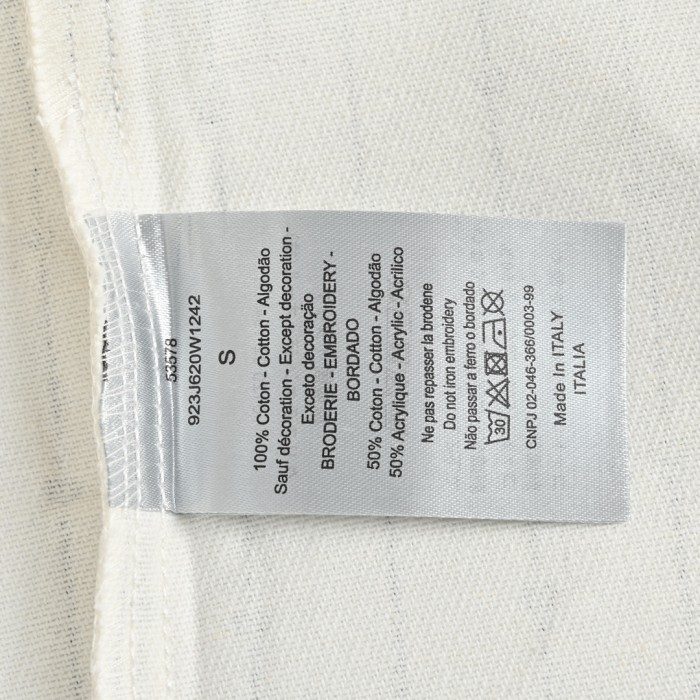 53578
923J620W1242
S
100% Coton - Cotton - Algodão
Sauf décoration - Except decoration -
Exceto decoração
BRODERIE - EMBROIDERY -
BORDADO
50% Coton - Cotton - Algodão
50% Acrylique - Acrylic - Acrilico
Ne pas repasser la brodene
Do not iron embroidery
Não passar a ferro o bordado
30
CNPJ 02-046-366/0003-99
Made In ITALY
ITALIA